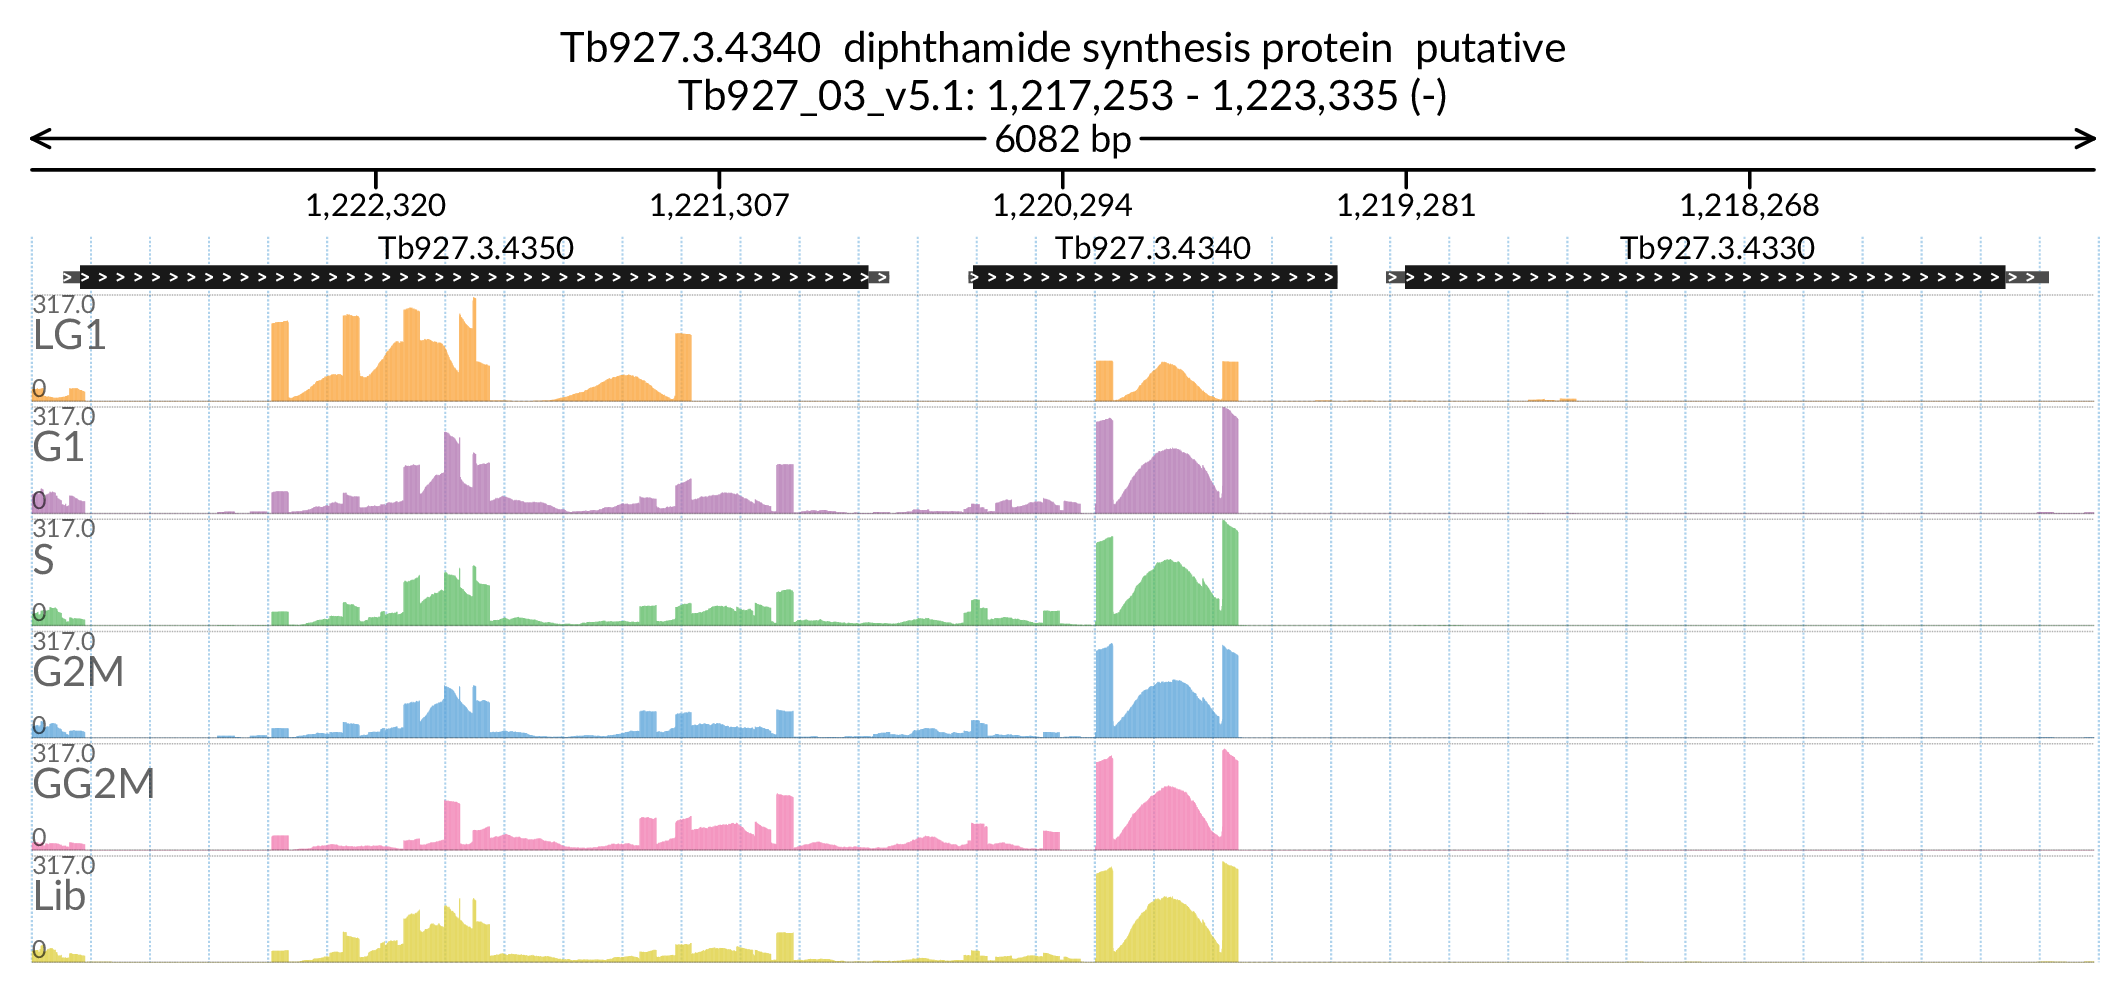 Tb927.3.4340 diphthamide synthesis protein putative
Tb927_03_v5.1: 1,217,253 - 1,223,335 (-)
6082 bp
1,222,320 1,221,307 1,220,294 1,219,281 1,218,268
Tb927.3.4350 Tb927.3.4340 Tb927.3.4330
317.0
LG1
0
317.0
G1
0
317.0
S
0
317.0
G2M
0
317.0
GG2M
0
317.0
Lib
0